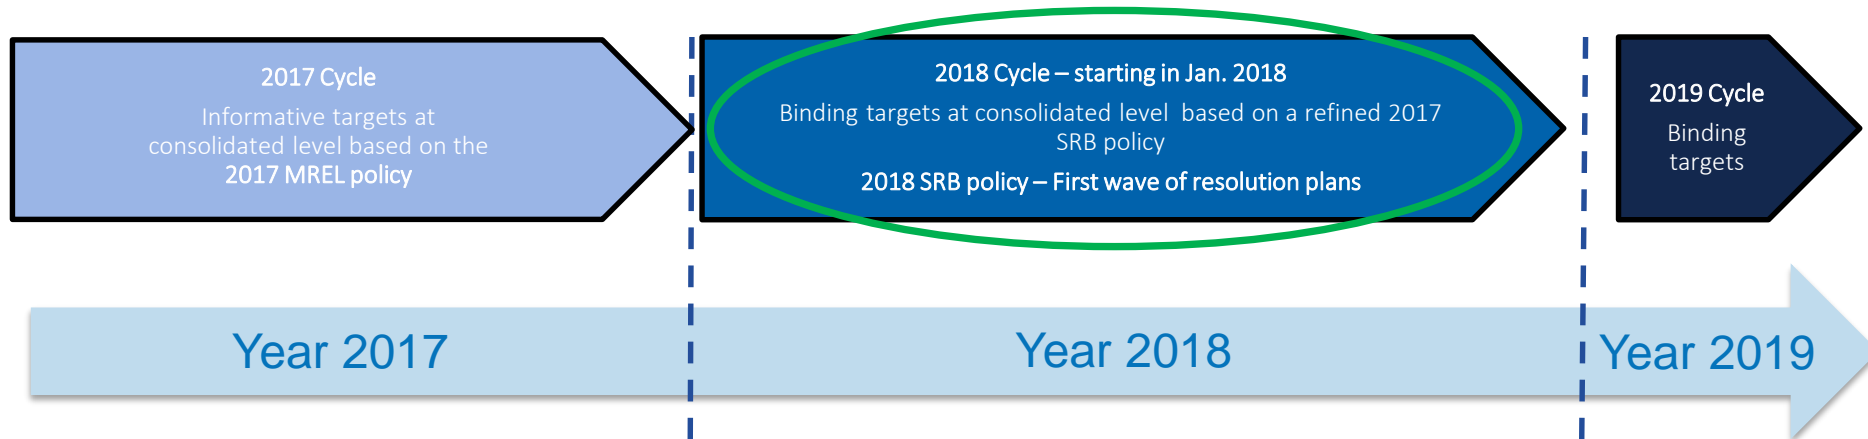 2017 Cycle
Informative targets at
consolidated level based on the
2017 MREL policy
2018 Cycle – starting in Jan. 2018
Binding targets at consolidated level based on a refined 2017
SRB policy
2018 SRB policy – First wave of resolution plans
2019 Cycle
Binding
targets
Year 2017
Year 2018
Year 2019